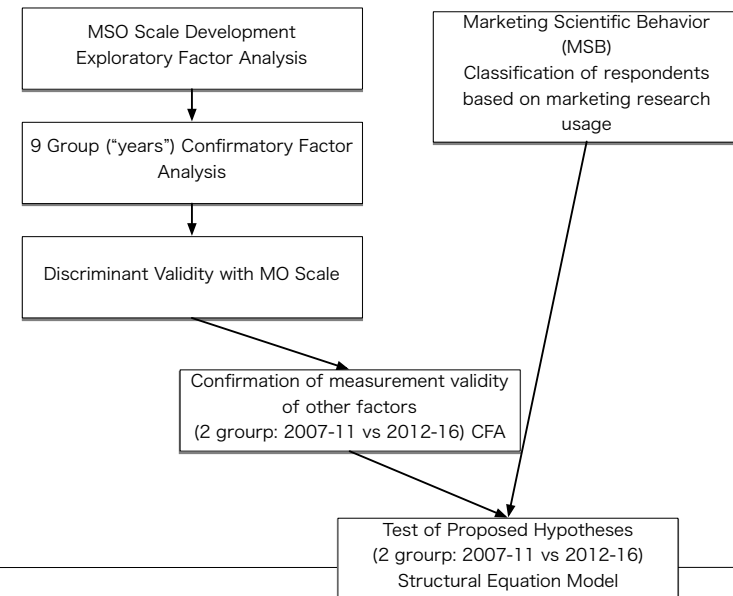 MSO Scale Development
Exploratory Factor Analysis
Marketing Scientific Behavior
(MSB)
Classification of respondents
based on marketing research
usage
9 Group (“years”) Confirmatory Factor
Analysis
Discriminant Validity with MO Scale
Confirmation of measurement validity
of other factors
(2 grourp: 2007-11 vs 2012-16) CFA
Test of Proposed Hypotheses
(2 grourp: 2007-11 vs 2012-16)
Structural Equation Model